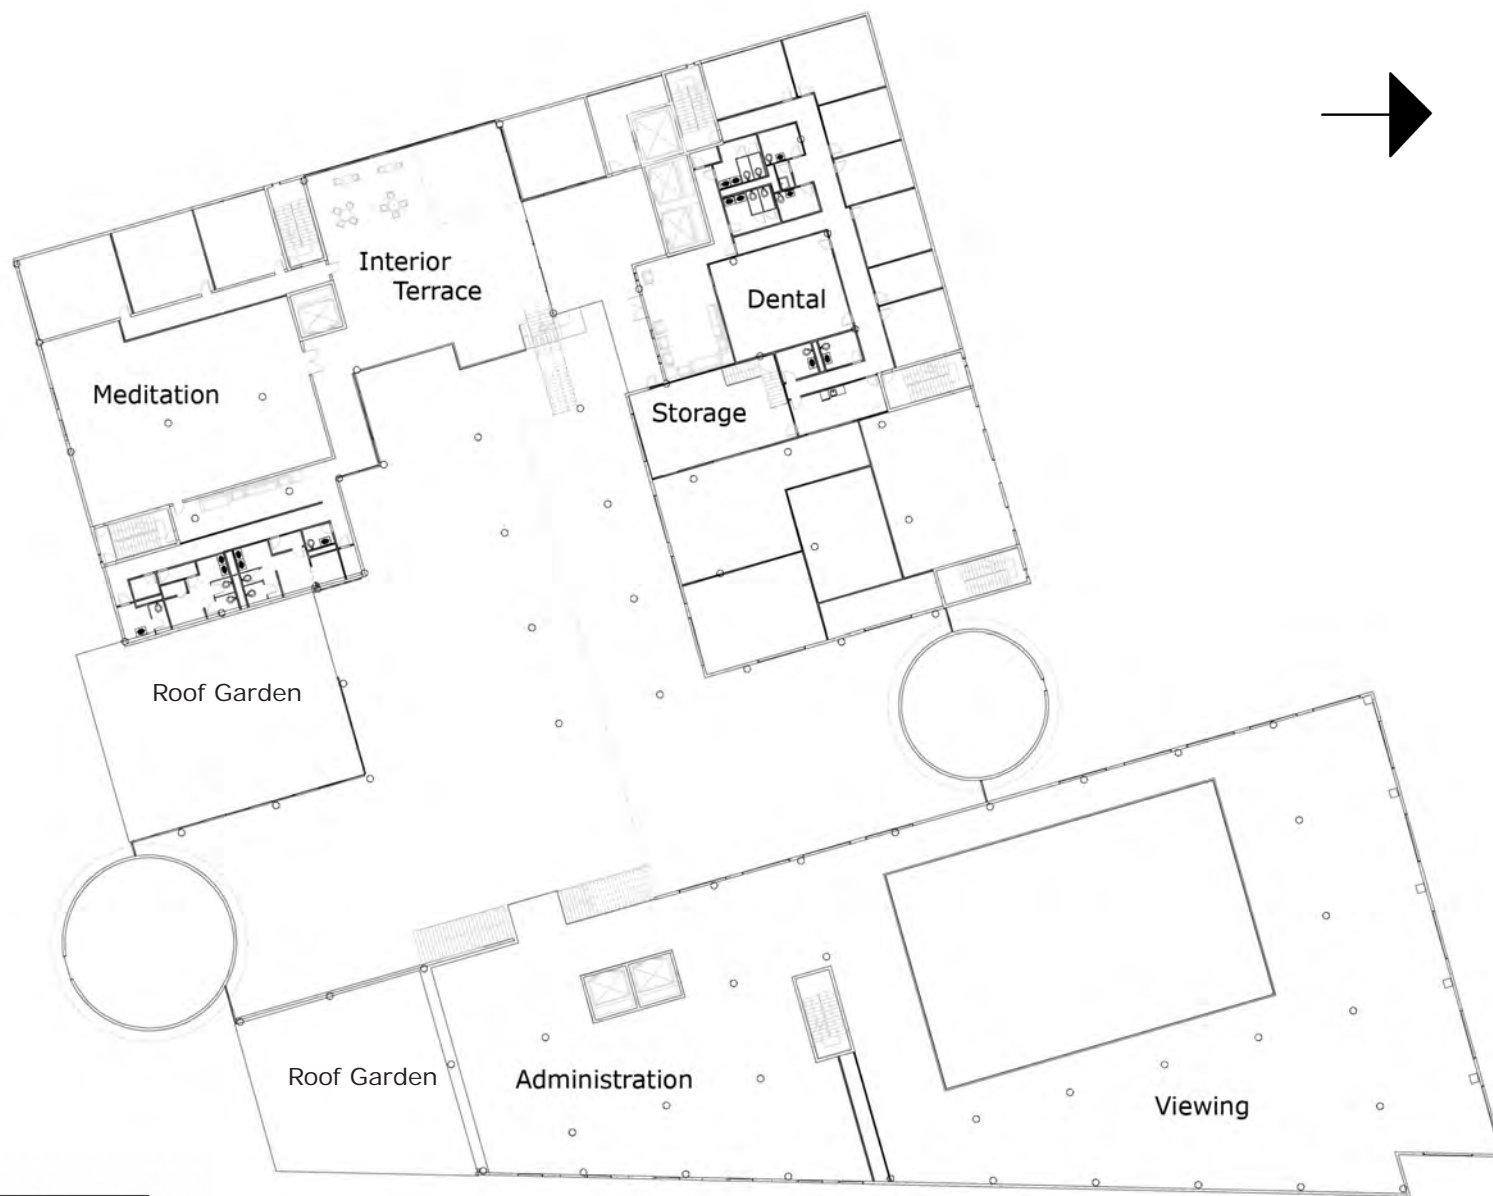 Interior
Terrace
Dental
Meditation
Storage
Roof Garden
Roof Garden
Administration
Viewing